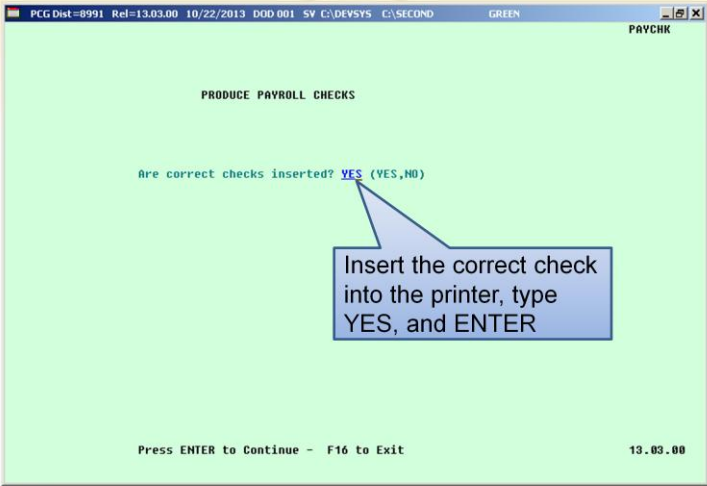 PCG Dist=8991 Rel=13.03.00 10/22/2013 DOD 001 SV C:\DEVSYS C:\SECOND GREEN
PAYCHK
PRODUCE PAYROLL CHECKS
Are correct checks inserted? YES (YES,NO)
Insert the correct check
into the printer, type
YES, and ENTER
Press ENTER to Continue - F16 to Exit 13.03.00